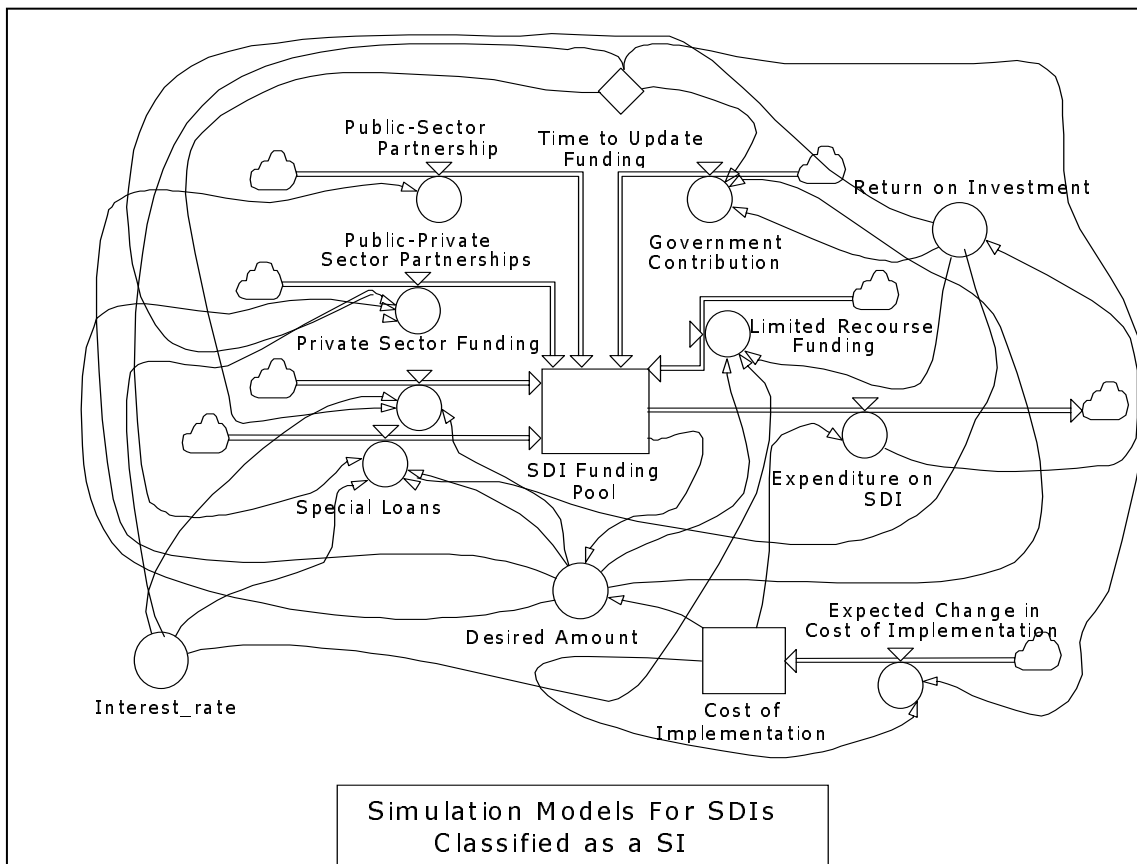 Public-Sector
Partnership
Time to Update
Funding
Return on Investment
Public-Private
Sector Partnerships
Government
Contribution
Private Sector Funding
Limited Recourse
Funding
SDI Funding
Pool
Expenditure on
SDI
Special Loans
Desired Amount
Expected Change in
Cost of Implementation
Interest_rate
Cost of
Implementation
Simulation Models For SDIs
Classified as a SI